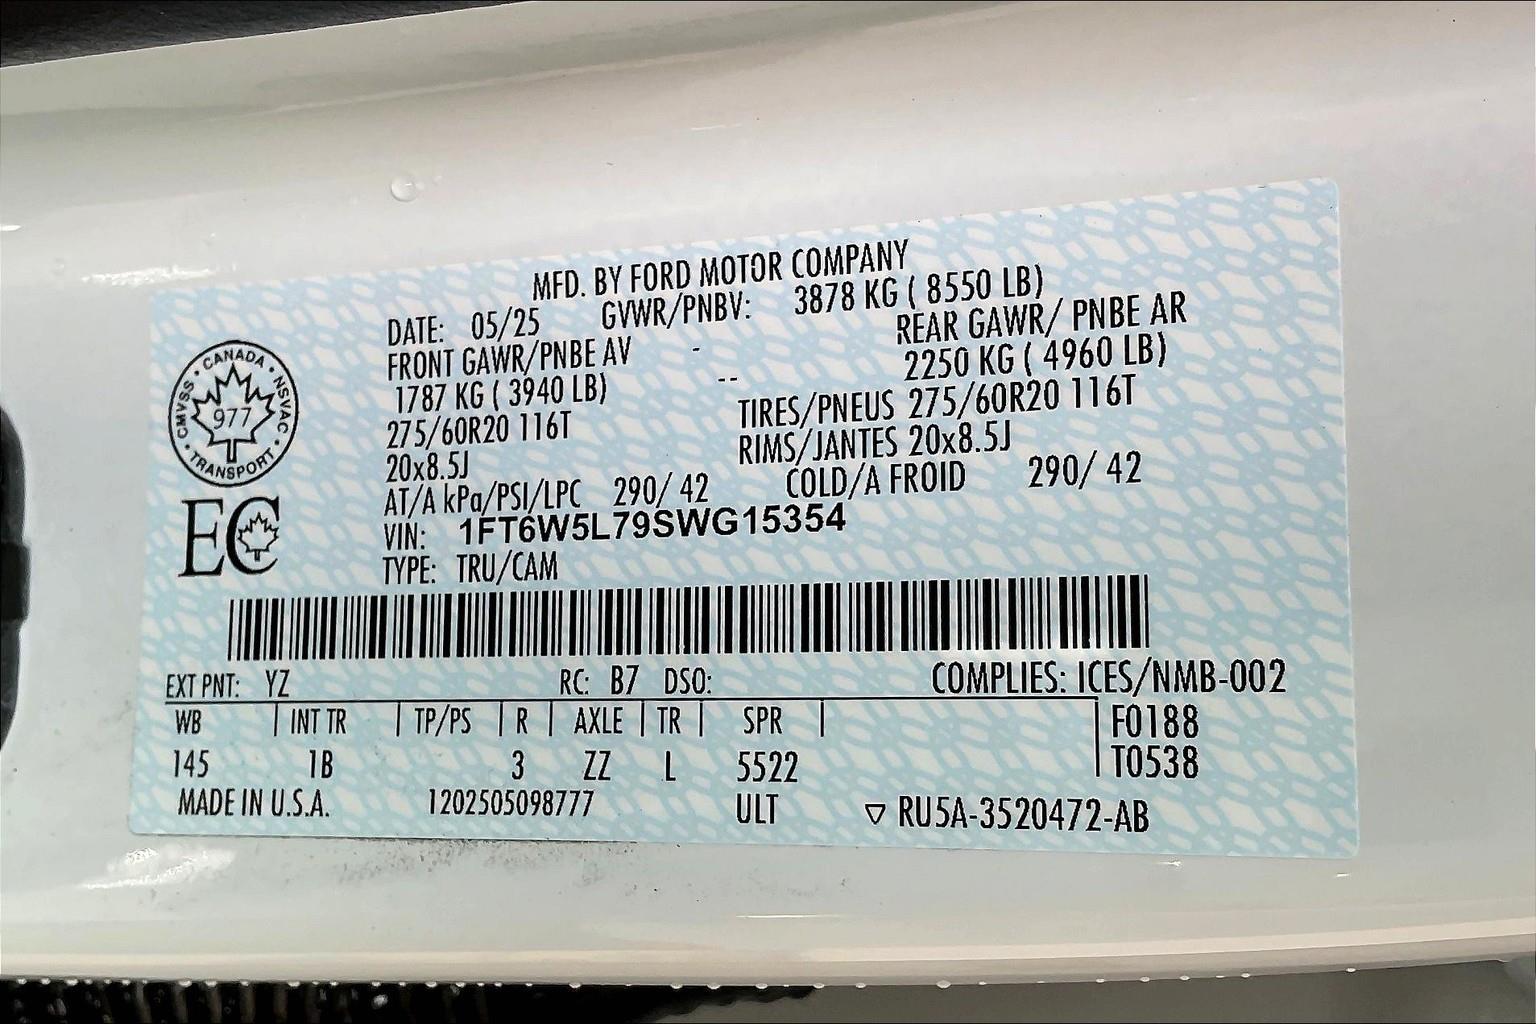 MFD. BY FORD MOTOR COMPANY
DATE: 05/25 GVWR/PNBV: 3878 KG ( 8550 LB)
FRONT GAWR/PNBE AV - REAR GAWR/ PNBE AR
1787 KG ( 3940 LB) -- 2250 KG ( 4960 LB)
275/60R20 116T TIRES/PNEUS 275/60R20 116T
20x8.5J RIMS/JANTES 20x8.5J
AT/A kPa/PSI/LPC 290/ 42 COLD/A FROID 290/ 42
VIN: 1FT6W5L79SWG15354
TYPE: TRU/CAM
CANADA · NSVAC · TRANSPORT · CMVSS ·
977
EC
EXT PNT: YZ RC: B7 DSO: COMPLIES: ICES/NMB-002
WB | INT TR | TP/PS | R | AXLE | TR | SPR | F0188
145 1B 3 ZZ L 5522 T0538
MADE IN U.S.A. 1202505098777 ULT ▽ RU5A-3520472-AB